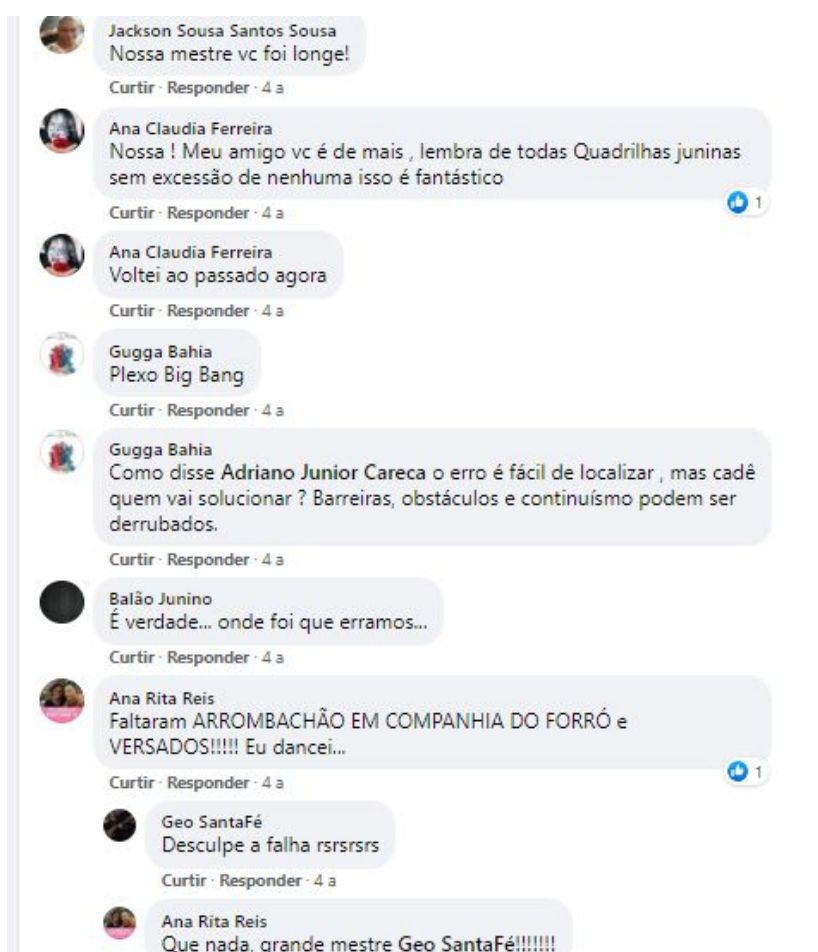 Jackson Sousa Santos Sousa
Nossa mestre vc foi longe!
Curtir · Responder · 4 a
Ana Claudia Ferreira
Nossa ! Meu amigo vc é de mais , lembra de todas Quadrilhas juninas
sem excessão de nenhuma isso é fantástico
1
Curtir · Responder · 4 a
Ana Claudia Ferreira
Voltei ao passado agora
Curtir · Responder · 4 a
Gugga Bahia
Plexo Big Bang
Curtir · Responder · 4 a
Gugga Bahia
Como disse Adriano Junior Careca o erro é fácil de localizar , mas cadê
quem vai solucionar ? Barreiras, obstáculos e continuísmo podem ser
derrubados.
Curtir · Responder · 4 a
Balão Junino
É verdade... onde foi que erramos...
Curtir · Responder · 4 a
Ana Rita Reis
Faltaram ARROMBACHÃO EM COMPANHIA DO FORRÓ e
VERSADOS!!!!! Eu dancei...
1
Curtir · Responder · 4 a
Geo SantaFé
Desculpe a falha rsrsrsrs
Curtir · Responder · 4 a
Ana Rita Reis
Que nada, grande mestre Geo SantaFé!!!!!!!